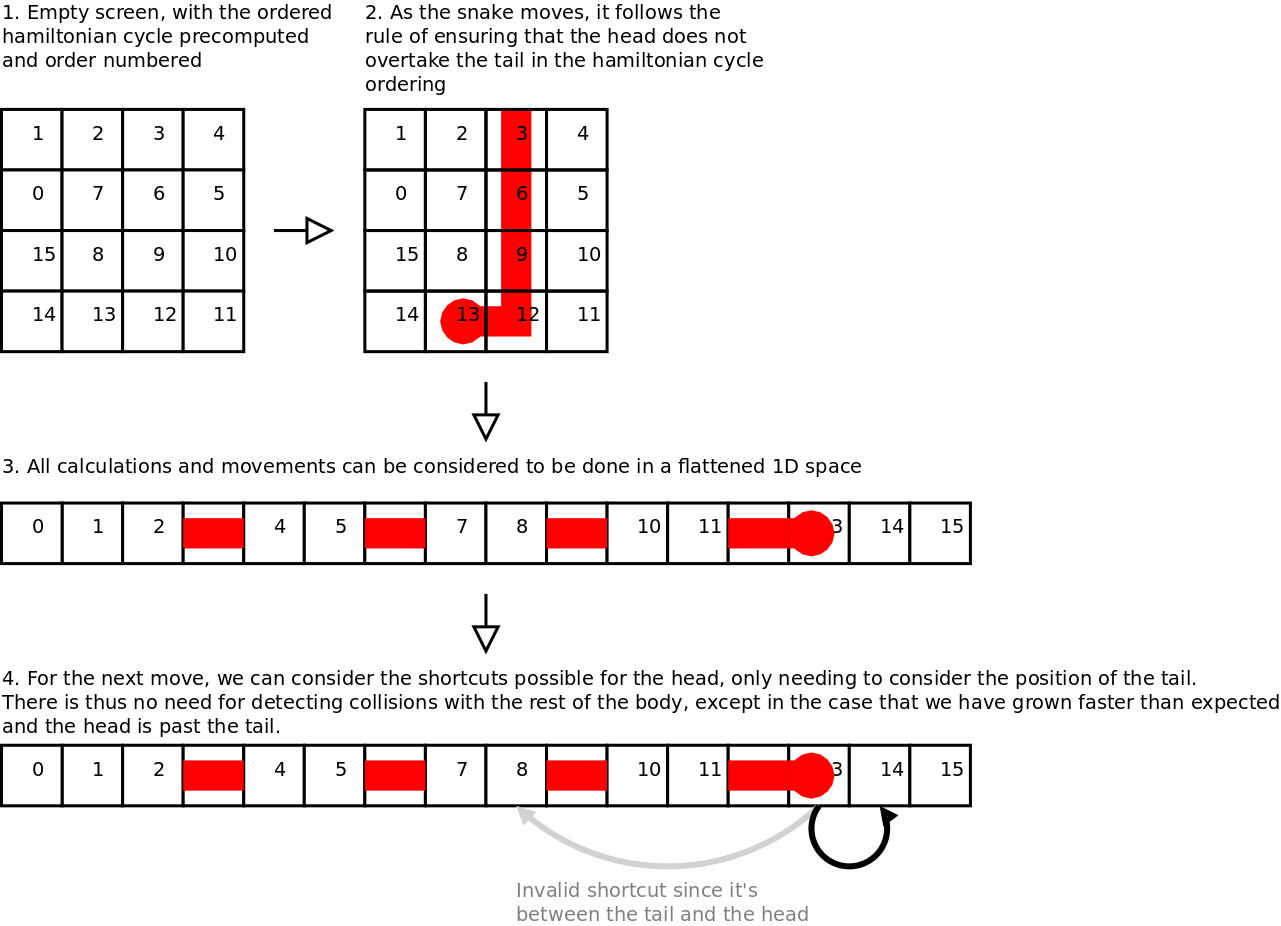 1. Empty screen, with the ordered
hamiltonian cycle precomputed
and order numbered
2. As the snake moves, it follows the
rule of ensuring that the head does not
overtake the tail in the hamiltonian cycle
ordering
1 2 3 4
0 7 6 5
15 8 9 10
14 13 12 11
1 2 3 4
0 7 6 5
15 8 9 10
14 13 12 11
3. All calculations and movements can be considered to be done in a flattened 1D space
0 1 2 4 5 7 8 10 11 3 14 15
4. For the next move, we can consider the shortcuts possible for the head, only needing to consider the position of the tail.
There is thus no need for detecting collisions with the rest of the body, except in the case that we have grown faster than expected
and the head is past the tail.
0 1 2 4 5 7 8 10 11 3 14 15
Invalid shortcut since it's
between the tail and the head